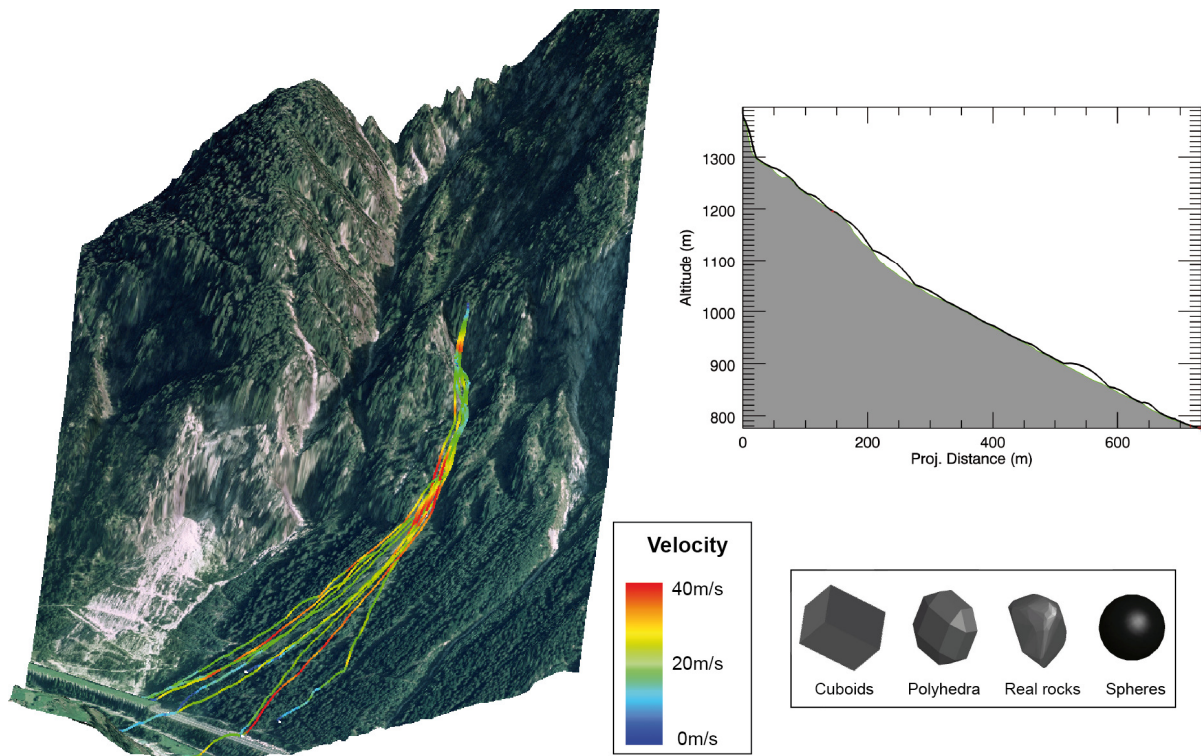 1300
1200
1100
1000
900
800
Altitude (m)
0 200 400 600
Proj. Distance (m)
Velocity
40m/s
20m/s
0m/s
Cuboids Polyhedra Real rocks Spheres